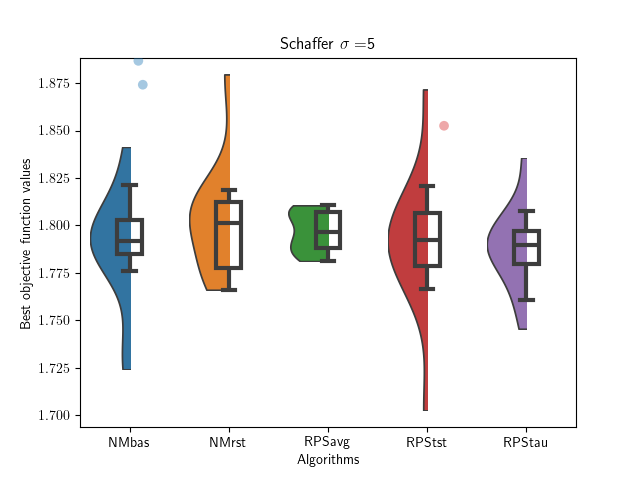 Schaffer σ =5
Best objective function values
1.875
1.850
1.825
1.800
1.775
1.750
1.725
1.700
NMbas NMrst RPSavg RPStst RPStau
Algorithms